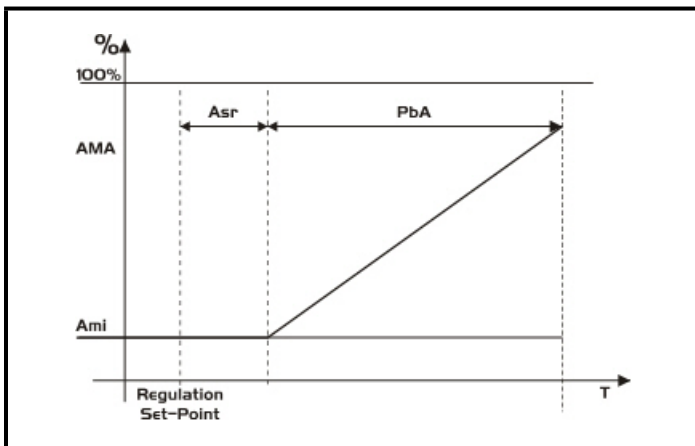 %
100%
Asr
PbA
AMA
Ami
T
Regulation
Set-Point